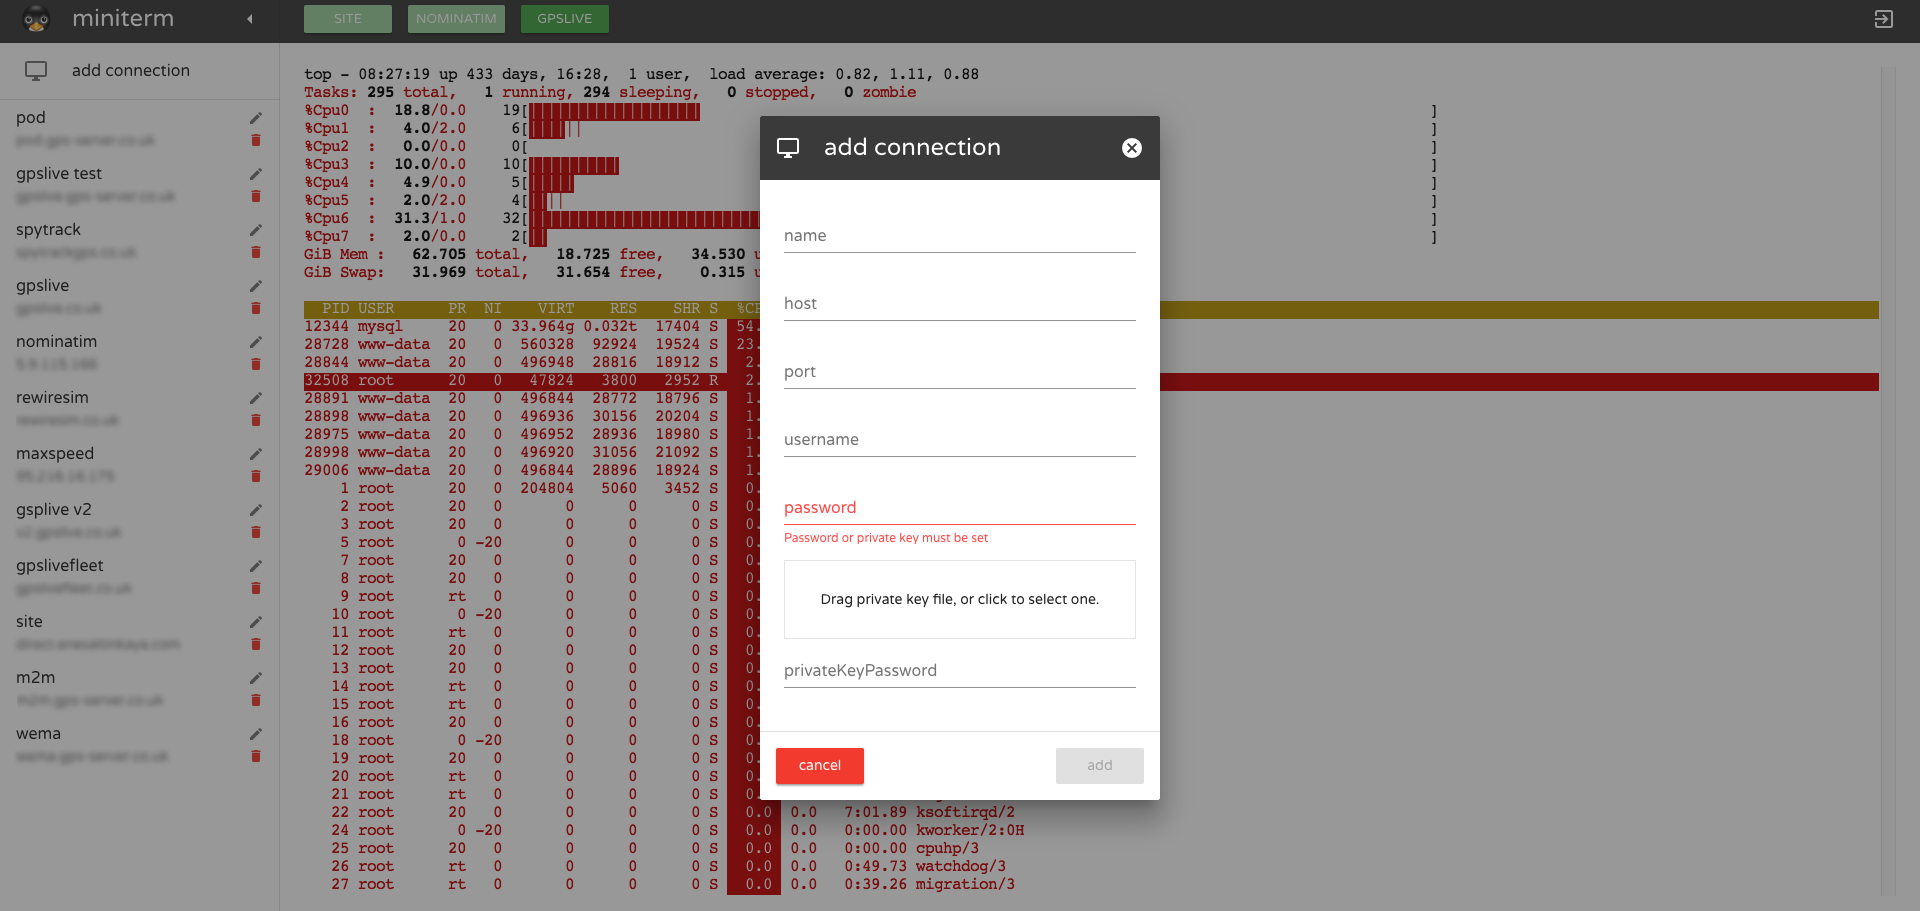 miniterm
SITE
NOMINATIM
GPSLIVE
add connection
pod
gpslive test
spytrack
gpslive
nominatim
rewiresim
maxspeed
gsplive v2
gpslivefleet
site
m2m
wema
top - 08:27:19 up 433 days, 16:28,  1 user,  load average: 0.82, 1.11, 0.88
Tasks: 295 total,   1 running, 294 sleeping,   0 stopped,   0 zombie
%Cpu0  :  18.8/0.0    19[ ]
%Cpu1  :   4.0/2.0     6[ ]
%Cpu2  :   0.0/0.0     0[ ]
%Cpu3  :  10.0/0.0    10[ ]
%Cpu4  :   4.9/0.0     5[ ]
%Cpu5  :   2.0/2.0     4[ ]
%Cpu6  :  31.3/1.0    32[ ]
%Cpu7  :   2.0/0.0     2[ ]
GiB Mem :   62.705 total,   18.725 free,   34.530 u
GiB Swap:   31.969 total,   31.654 free,    0.315 u
PID USER      PR  NI    VIRT    RES    SHR S
12344 mysql     20   0 33.964g 0.032t  17404 S  54.
28728 www-data  20   0  560328  92924  19524 S  23.
28844 www-data  20   0  496948  28816  18912 S   2.
32508 root      20   0   47824   3800   2952 R   2.
28891 www-data  20   0  496844  28772  18796 S   1.
28898 www-data  20   0  496936  30156  20204 S   1.
28975 www-data  20   0  496952  28936  18980 S   1.
28998 www-data  20   0  496920  31056  21092 S   1.
29006 www-data  20   0  496844  28896  18924 S   1.
1 root      20   0  204804   5060   3452 S   0.
2 root      20   0       0      0      0 S   0.
3 root      20   0       0      0      0 S   0.
5 root       0 -20       0      0      0 S   0.
7 root      20   0       0      0      0 S   0.
8 root      20   0       0      0      0 S   0.
9 root      rt   0       0      0      0 S   0.
10 root       0 -20       0      0      0 S   0.
11 root      rt   0       0      0      0 S   0.
12 root      20   0       0      0      0 S   0.
13 root      20   0       0      0      0 S   0.
14 root      rt   0       0      0      0 S   0.
15 root      rt   0       0      0      0 S   0.
16 root      20   0       0      0      0 S   0.
18 root       0 -20       0      0      0 S   0.
19 root      20   0       0      0      0 S   0.
20 root      rt   0       0      0      0 S   0.
21 root      rt   0       0      0      0 S   0.
22 root      20   0       0      0      0 S   0.0  0.0   7:01.89 ksoftirqd/2
24 root       0 -20       0      0      0 S   0.0  0.0   0:00.00 kworker/2:0H
25 root      20   0       0      0      0 S   0.0  0.0   0:00.00 cpuhp/3
26 root      rt   0       0      0      0 S   0.0  0.0   0:49.73 watchdog/3
27 root      rt   0       0      0      0 S   0.0  0.0   0:39.26 migration/3
add connection
name
host
port
username
password
Password or private key must be set
Drag private key file, or click to select one.
privateKeyPassword
cancel
add